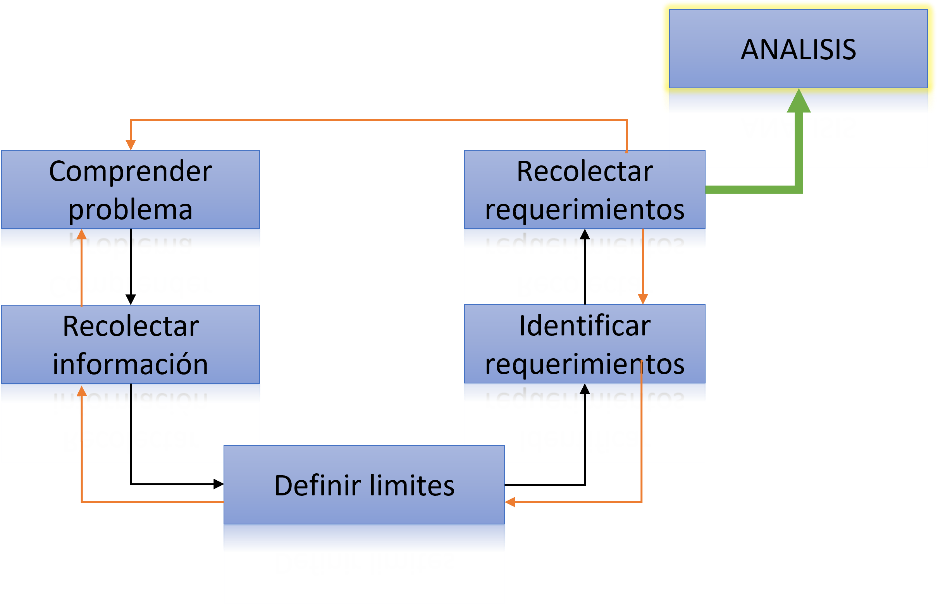 ANALISIS
Comprender
problema
Recolectar
requerimientos
Recolectar
información
Identificar
requerimientos
Definir limites